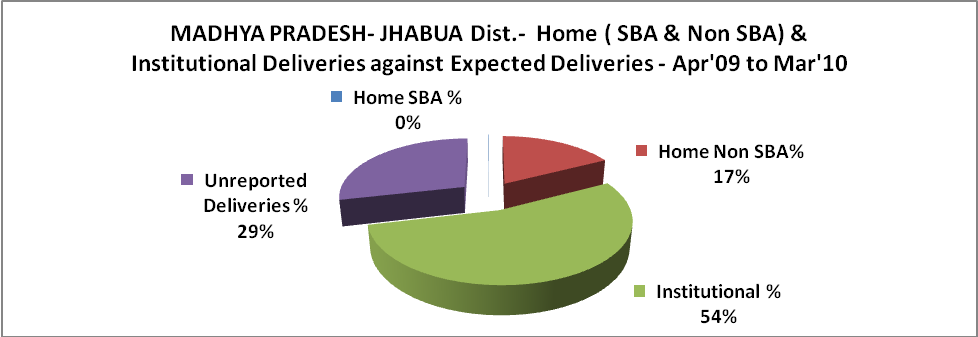 MADHYA PRADESH- JHABUA Dist.- Home ( SBA & Non SBA) &
Institutional Deliveries against Expected Deliveries - Apr'09 to Mar'10
Home SBA %
0%
Home Non SBA%
17%
Unreported
Deliveries %
29%
Institutional %
54%